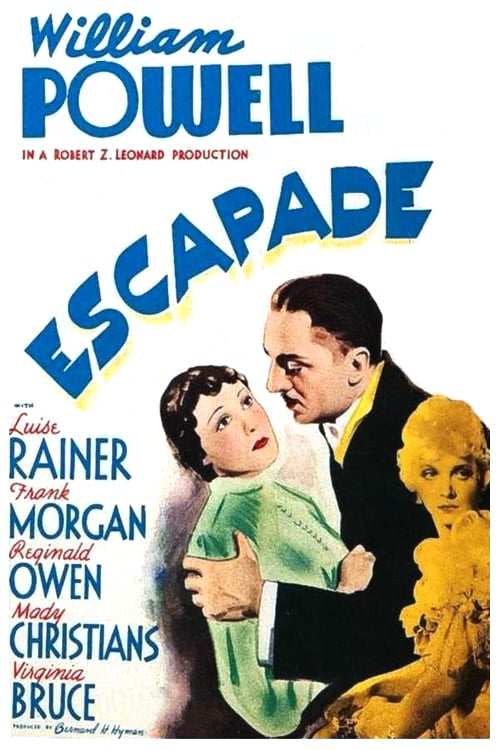 William
POWELL
IN A ROBERT Z. LEONARD PRODUCTION
ESCAPADE
WITH
Luise
RAINER
Frank
MORGAN
Reginald
OWEN
Mady
CHRISTIANS
Virginia
BRUCE
PRODUCED BY Bernard H. Hyman